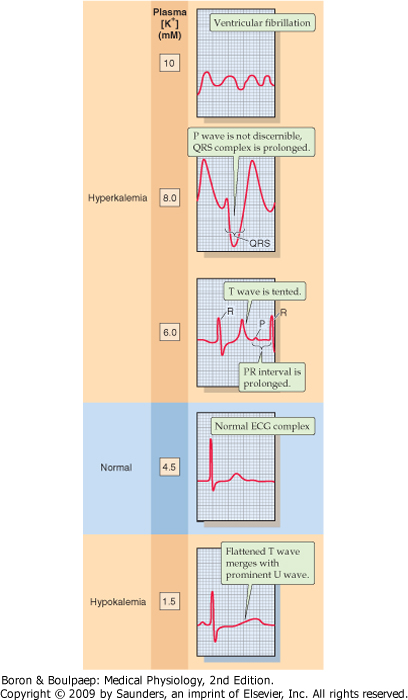 Plasma
[K+]
(mM)
Ventricular fibrillation
10
P wave is not discernible,
QRS complex is prolonged.
Hyperkalemia
8.0
QRS
T wave is tented.
R
R
P
6.0
PR interval is
prolonged.
Normal ECG complex
Normal
4.5
Flattened T wave
merges with
prominent U wave.
Hypokalemia
1.5
Boron & Boulpaep: Medical Physiology, 2nd Edition.
Copyright © 2009 by Saunders, an imprint of Elsevier, Inc. All rights reserved.